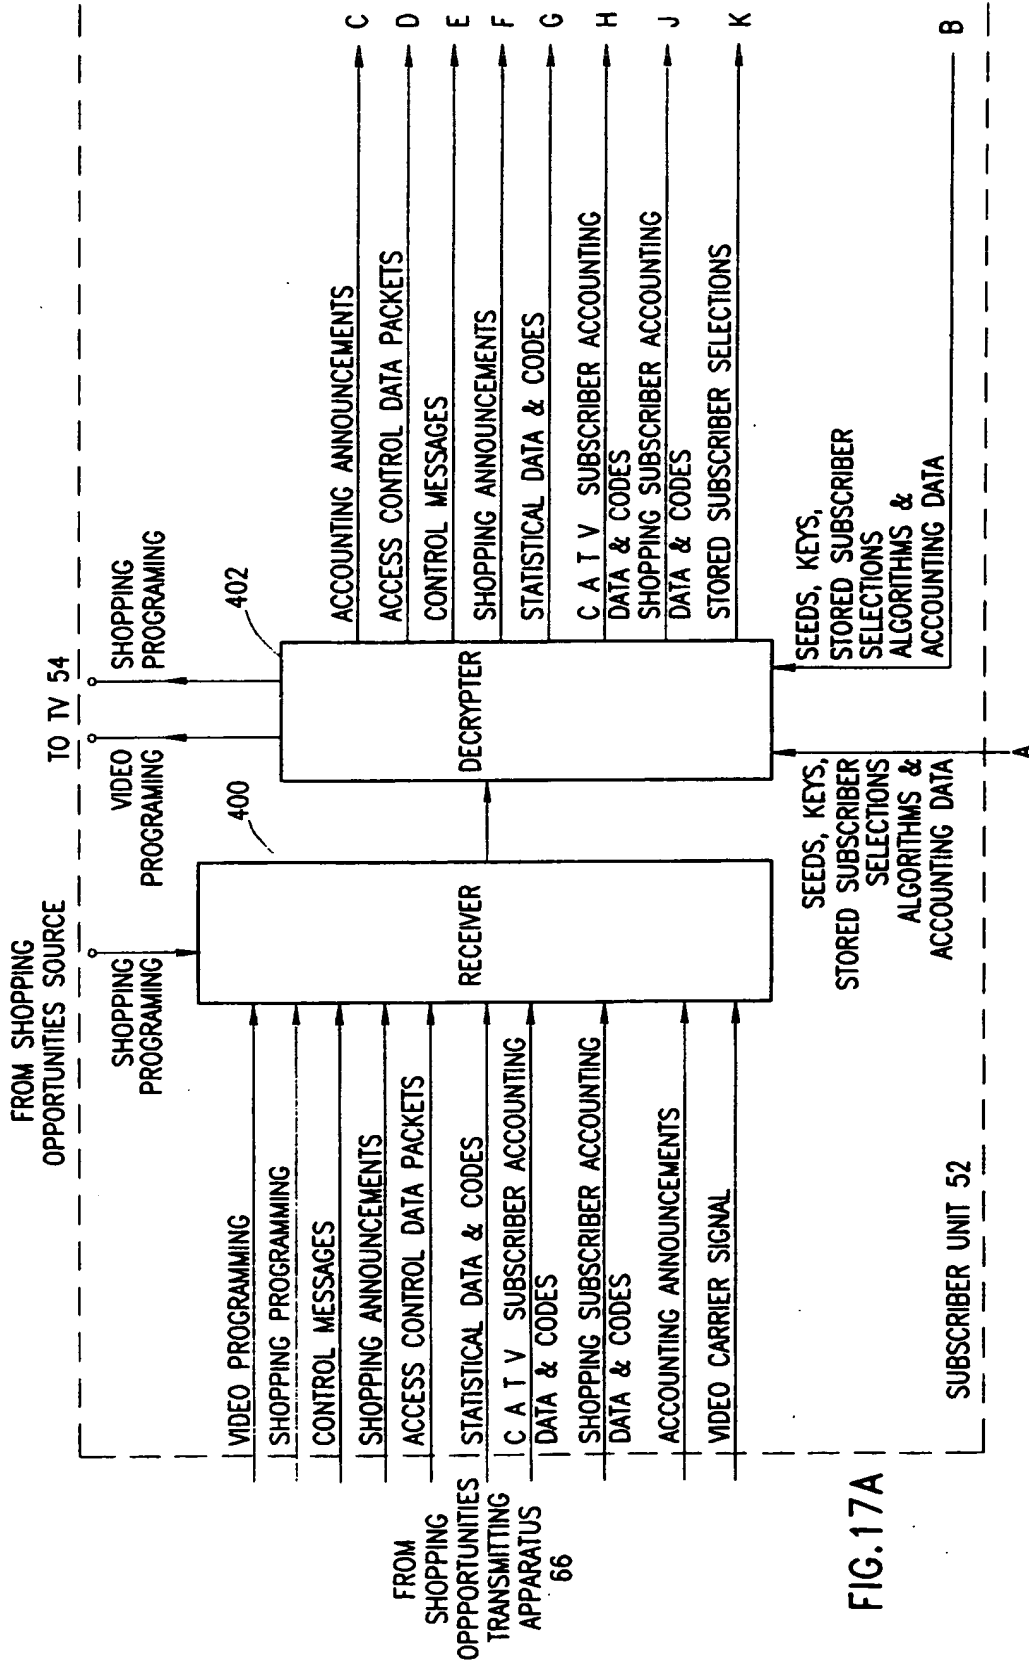 FROM SHOPPING
OPPORTUNITIES SOURCE
SHOPPING
PROGRAMING
TO TV 54
VIDEO
PROGRAMING
SHOPPING
PROGRAMING
400
402
FROM
SHOPPING
OPPPORTUNITIES
TRANSMITTING
APPARATUS
66
VIDEO PROGRAMMING
SHOPPING PROGRAMMING
CONTROL MESSAGES
SHOPPING ANNOUNCEMENTS
ACCESS CONTROL DATA PACKETS
STATISTICAL DATA & CODES
C A T V SUBSCRIBER ACCOUNTING
DATA & CODES
SHOPPING SUBSCRIBER ACCOUNTING
DATA & CODES
ACCOUNTING ANNOUNCEMENTS
VIDEO CARRIER SIGNAL
RECEIVER
DECRYPTER
ACCOUNTING ANNOUNCEMENTS
C
ACCESS CONTROL DATA PACKETS
D
CONTROL MESSAGES
E
SHOPPING ANNOUNCEMENTS
F
STATISTICAL DATA & CODES
G
C A T V SUBSCRIBER ACCOUNTING
DATA & CODES
H
SHOPPING SUBSCRIBER ACCOUNTING
DATA & CODES
J
STORED SUBSCRIBER SELECTIONS
K
SEEDS, KEYS,
STORED SUBSCRIBER
SELECTIONS
ALGORITHMS &
ACCOUNTING DATA
A
SEEDS, KEYS,
STORED SUBSCRIBER
SELECTIONS
ALGORITHMS &
ACCOUNTING DATA
B
SUBSCRIBER UNIT 52
FIG.17A